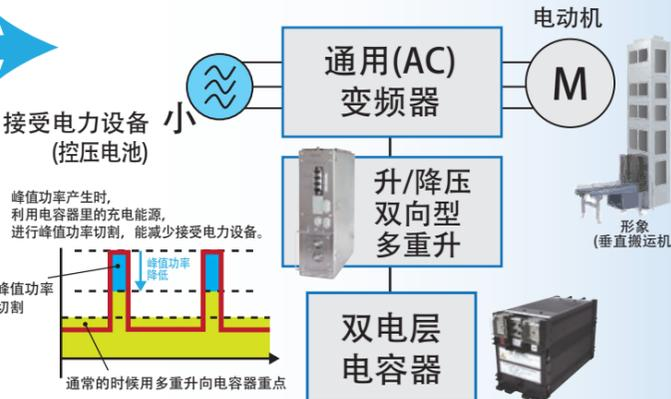 电动机
通用(AC)
变频器
M
接受电力设备 小
(控压电池)
升/降压
双向型
多重升
形象
(垂直搬运机
峰值功率产生时,
利用电容器里的充电能源,
进行峰值功率切割，能减少接受电力设备。
峰值功率
降低
峰值功率
切割
双电层
电容器
通常的时候用多重升向电容器重点